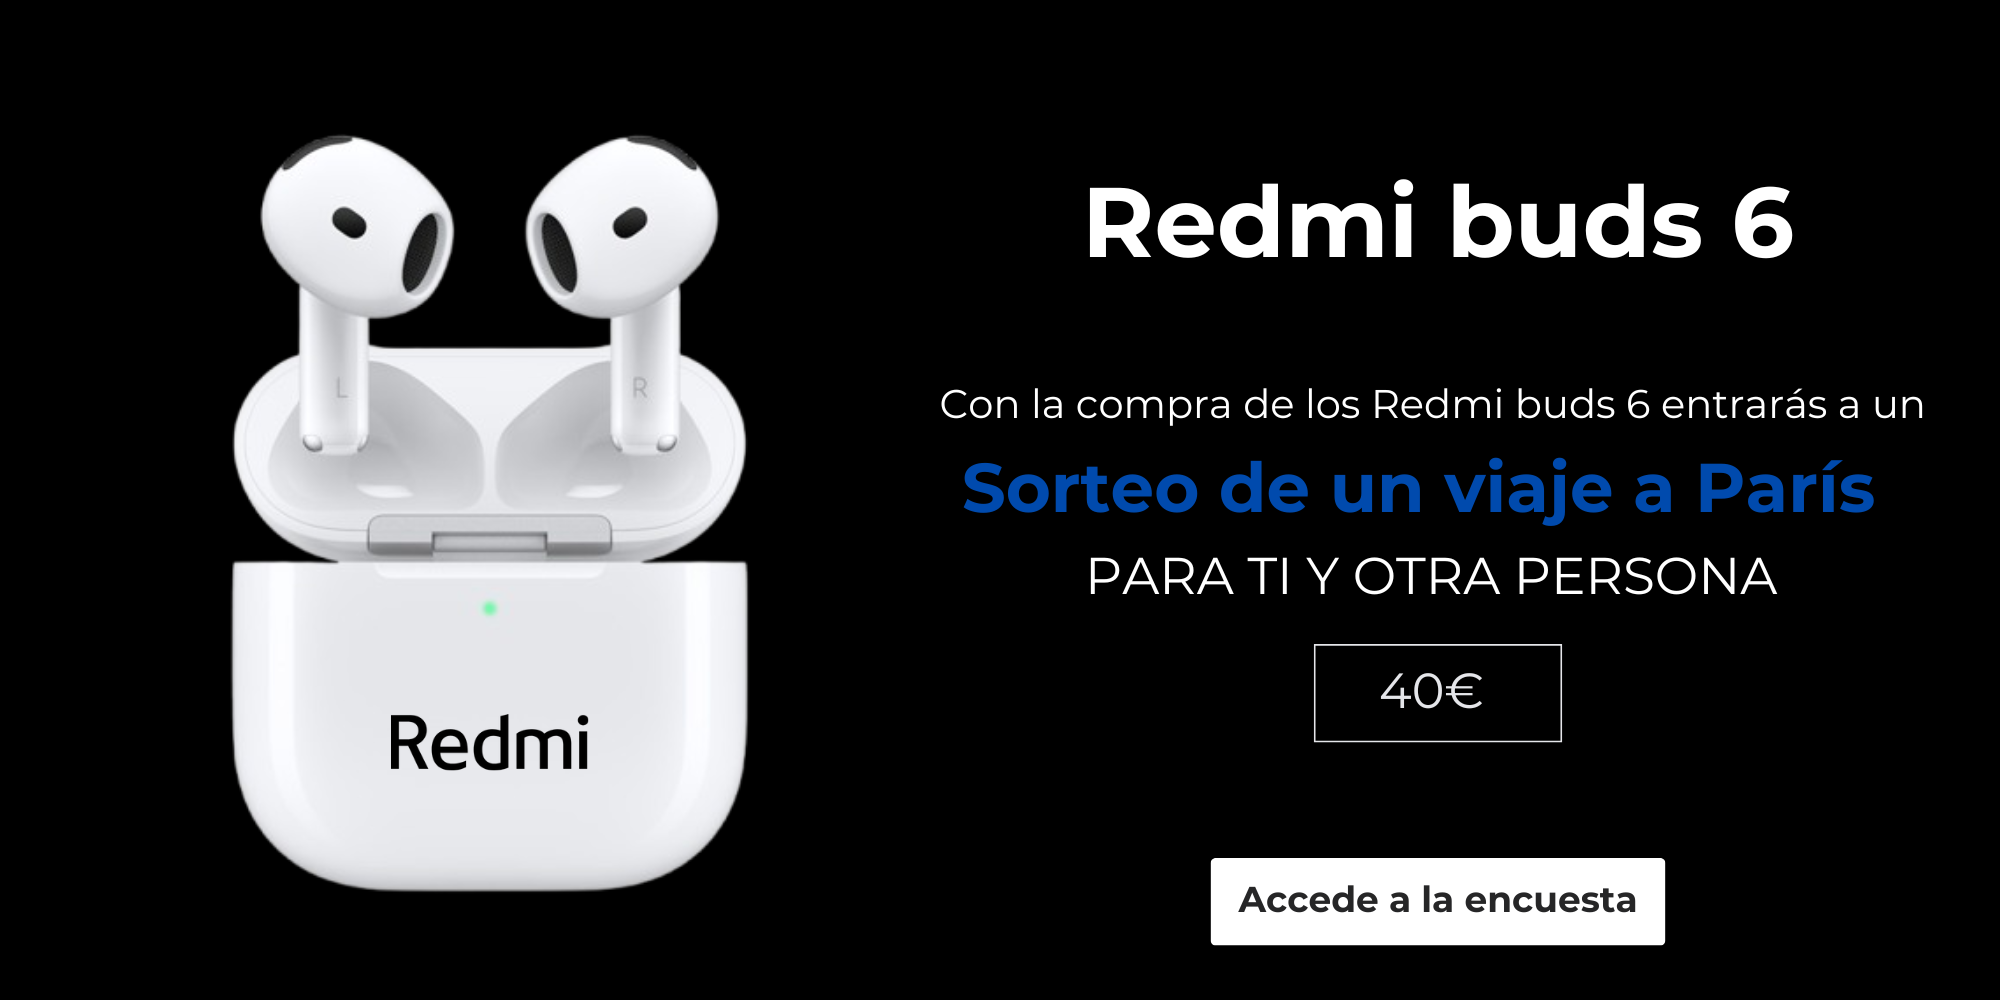 Redmi buds 6
Con la compra de los Redmi buds 6 entrarás a un
Sorteo de un viaje a París
PARA TI Y OTRA PERSONA
40€
Accede a la encuesta
L
R
Redmi